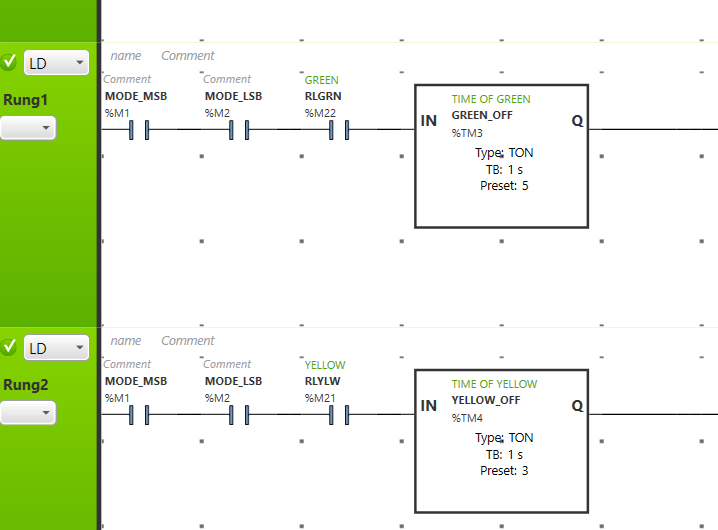 name Comment
LD
Rung1
Comment Comment GREEN
MODE_MSB MODE_LSB RLGRN
%M1 %M2 %M22
TIME OF GREEN
GREEN_OFF
IN Q
%TM3
Type: TON
TB: 1 s
Preset: 5
name Comment
LD
Rung2
Comment Comment YELLOW
MODE_MSB MODE_LSB RLYLW
%M1 %M2 %M21
TIME OF YELLOW
YELLOW_OFF
IN Q
%TM4
Type: TON
TB: 1 s
Preset: 3